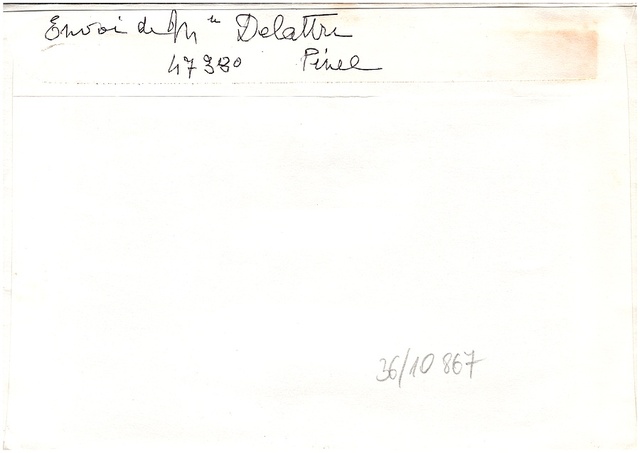 Envoi de Mme Delattre
47380 Pinel
36/10 867